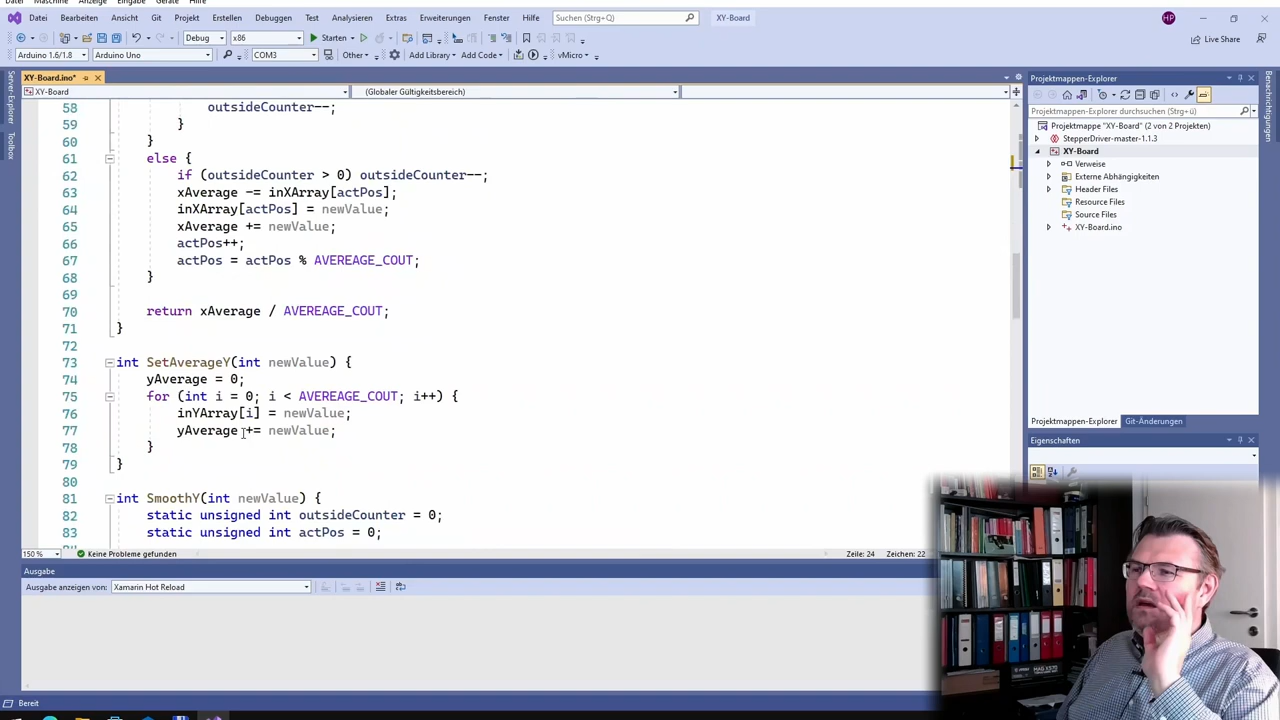 Datei Bearbeiten Ansicht Git Projekt Erstellen Debuggen Test Analysieren Extras Erweiterungen Fenster Hilfe Suchen (Strg+Q) XY-Board HP
Debug x86 Starten Live Share
Arduino 1.6/1.8 Arduino Uno COM3 Other Add Library Add Code vMicro
Server-Explorer
Toolbox
XY-Board.ino*
XY-Board (Globaler Gültigkeitsbereich)
58 outsideCounter--;
59 }
60 }
61 else {
62 if (outsideCounter > 0) outsideCounter--;
63 xAverage -= inXArray[actPos];
64 inXArray[actPos] = newValue;
65 xAverage += newValue;
66 actPos++;
67 actPos = actPos % AVEREAGE_COUT;
68 }
69
70 return xAverage / AVEREAGE_COUT;
71 }
72
73 int SetAverageY(int newValue) {
74 yAverage = 0;
75 for (int i = 0; i < AVEREAGE_COUT; i++) {
76 inYArray[i] = newValue;
77 yAverage += newValue;
78 }
79 }
80
81 int SmoothY(int newValue) {
82 static unsigned int outsideCounter = 0;
83 static unsigned int actPos = 0;
150 % Keine Probleme gefunden Zeile: 24 Zeichen: 22
Ausgabe
Ausgabe anzeigen von: Xamarin Hot Reload
Bereit
Projektmappen-Explorer
Projektmappen-Explorer durchsuchen (Strg+ü)
Projektmappe "XY-Board" (2 von 2 Projekten)
StepperDriver-master-1.1.3
XY-Board
Verweise
Externe Abhängigkeiten
Header Files
Resource Files
Source Files
XY-Board.ino
Projektmappen-Explorer Git-Änderungen
Eigenschaften
Benachrichtigungen